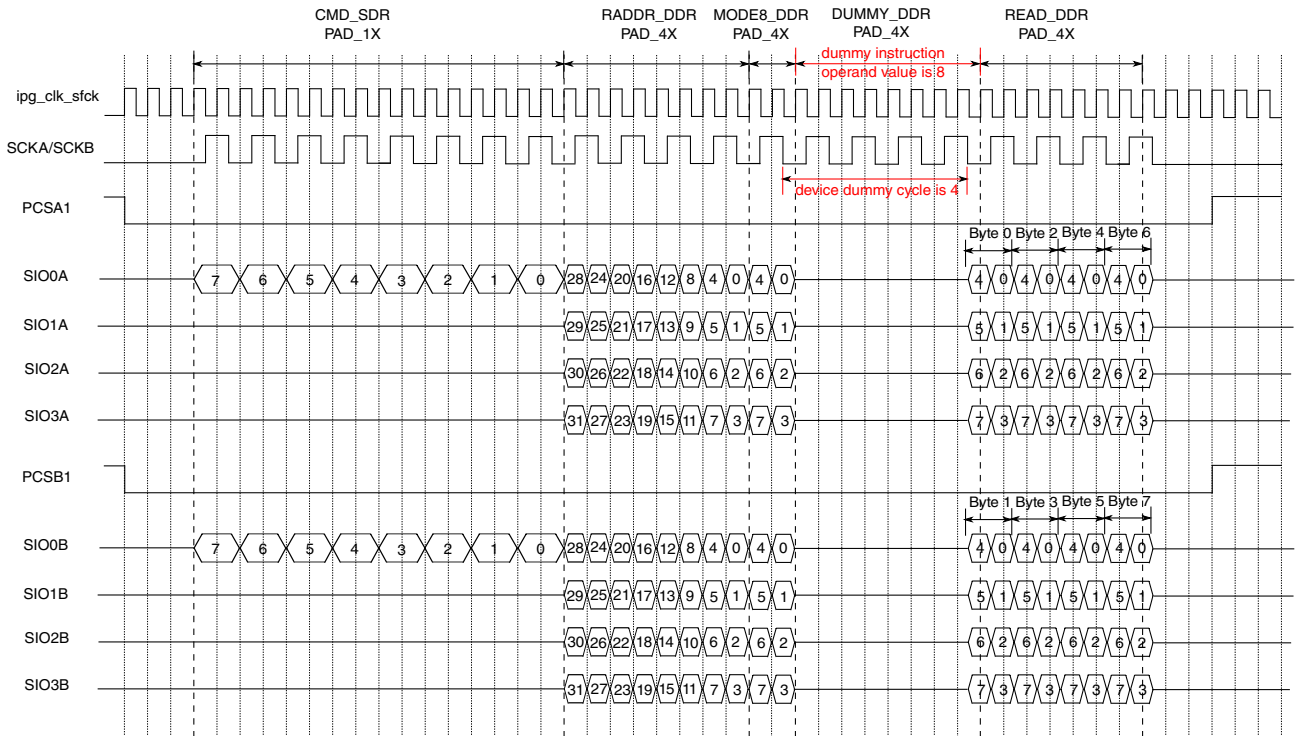 CMD_SDR RADDR_DDR MODE8_DDR DUMMY_DDR READ_DDR
PAD_1X PAD_4X PAD_4X PAD_4X PAD_4X
dummy instruction
operand value is 8
ipg_clk_sfck
SCKA/SCKB
device dummy cycle is 4
PCSA1
Byte 0 Byte 2 Byte 4 Byte 6
SIO0A 7 6 5 4 3 2 1 0 28 24 20 16 12 8 4 0 4 0 4 0 4 0 4 0 4 0
SIO1A 29 25 21 17 13 9 5 1 5 1 5 1 5 1 5 1 5 1
SIO2A 30 26 22 18 14 10 6 2 6 2 6 2 6 2 6 2 6 2
SIO3A 31 27 23 19 15 11 7 3 7 3 7 3 7 3 7 3 7 3
PCSB1
Byte 1 Byte 3 Byte 5 Byte 7
SIO0B 7 6 5 4 3 2 1 0 28 24 20 16 12 8 4 0 4 0 4 0 4 0 4 0 4 0
SIO1B 29 25 21 17 13 9 5 1 5 1 5 1 5 1 5 1 5 1
SIO2B 30 26 22 18 14 10 6 2 6 2 6 2 6 2 6 2 6 2
SIO3B 31 27 23 19 15 11 7 3 7 3 7 3 7 3 7 3 7 3